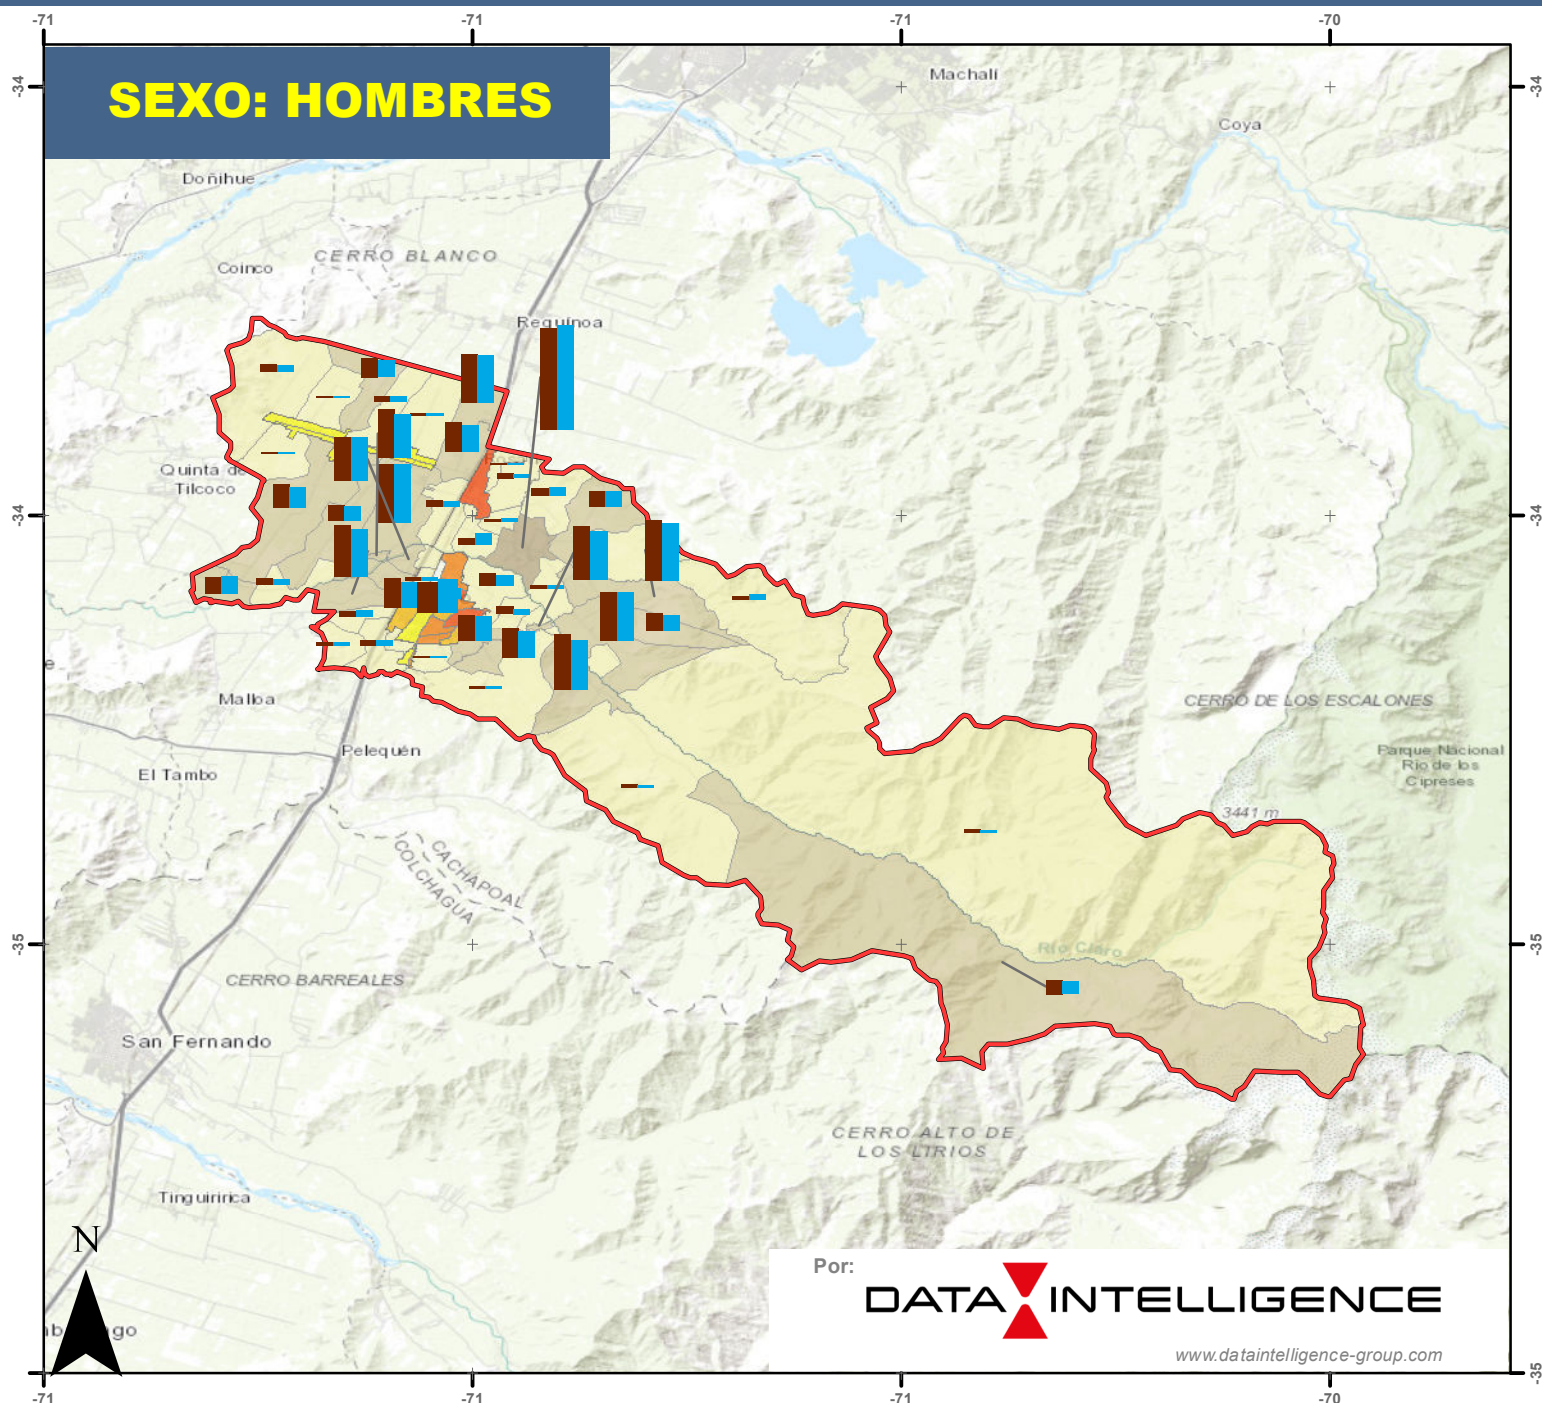 -71
-71
-71
-70
-34
-34
SEXO: HOMBRES
Machalí
Coya
Doñihue
CERRO BLANCO
Coinco
Requínoa
Quinta de
Tilcoco
-34
-34
Malloa
CERRO DE LOS ESCALONES
Pelequén
Parque Nacional
Río de los
Cipreses
El Tambo
3441 m
CACHAPOAL
COLCHAGUA
-35
-35
Río Claro
CERRO BARREALES
San Fernando
CERRO ALTO DE
LOS LIRIOS
Tinguiririca
N
Por:
DATA INTELLIGENCE
www.dataintelligence-group.com
-35
-71
-71
-71
-70